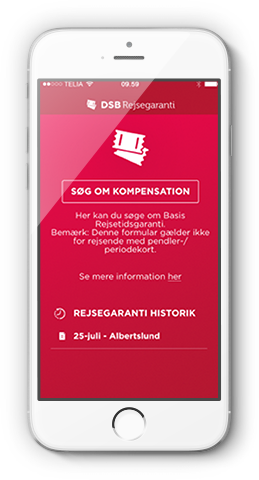 TELIA 09.59
DSB Rejsegaranti
SØG OM KOMPENSATION
Her kan du søge om Basis
Rejsetidsgaranti.
Bemærk: Denne formular gælder ikke
for rejsende med pendler-/
periodekort.
Se mere information her
REJSEGARANTI HISTORIK
25-juli - Albertslund